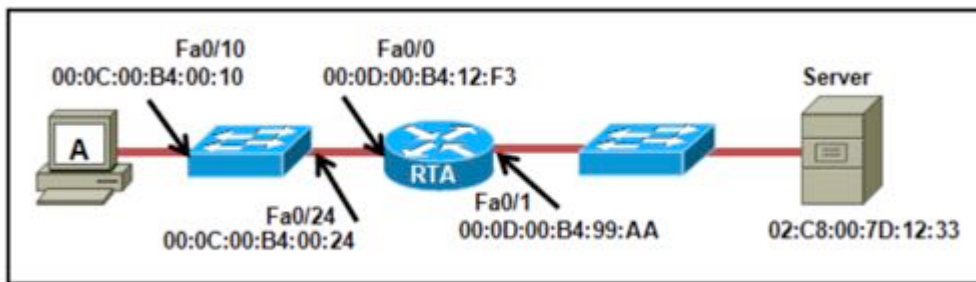 Fa0/10
00:0C:00:B4:00:10
Fa0/0
00:0D:00:B4:12:F3
Server
A
RTA
Fa0/24
00:0C:00:B4:00:24
Fa0/1
00:0D:00:B4:99:AA
02:C8:00:7D:12:33